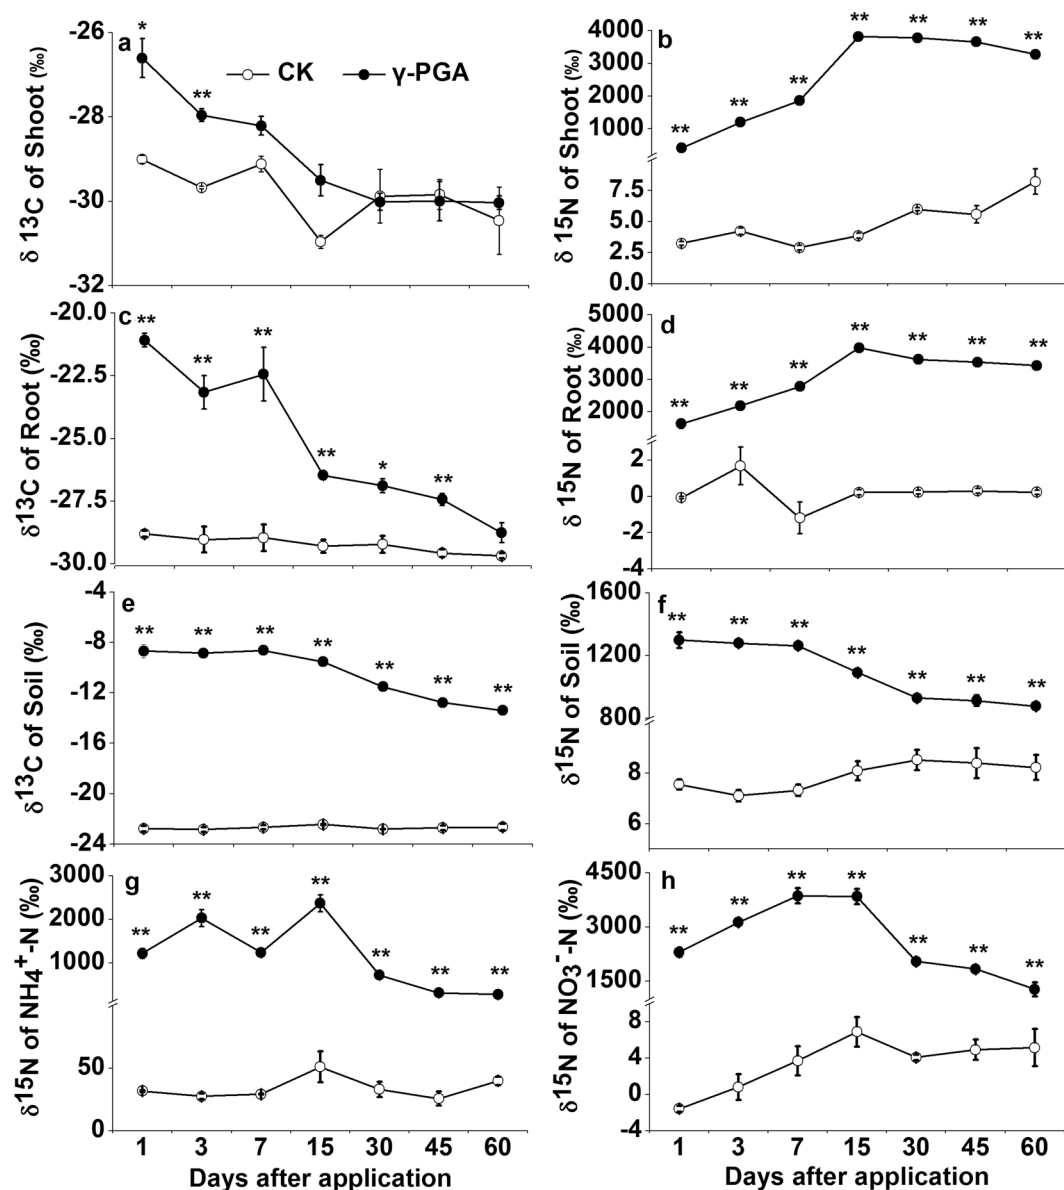 a
CK
γ-PGA
δ 13C of Shoot (‰)
-26
-28
-30
-32
*
**
b
δ 15N of Shoot (‰)
4000
3000
2000
1000
7.5
5.0
2.5
0.0
** ** ** ** ** ** **
c
δ13C of Root (‰)
-20.0
-22.5
-25.0
-27.5
-30.0
** ** ** ** * **
d
δ 15N of Root (‰)
5000
4000
3000
2000
2
0
-2
-4
** ** ** ** ** ** **
e
δ13C of Soil (‰)
-4
-8
-12
-16
-20
-24
** ** ** ** ** ** **
f
δ15N of Soil (‰)
1600
1200
800
8
6
** ** ** ** ** ** **
g
δ15N of NH4+-N (‰)
3000
2000
1000
50
0
** ** ** ** ** ** **
1 3 7 15 30 45 60
Days after application
h
δ15N of NO3--N (‰)
4500
3000
1500
8
4
0
-4
** ** ** ** ** ** **
1 3 7 15 30 45 60
Days after application